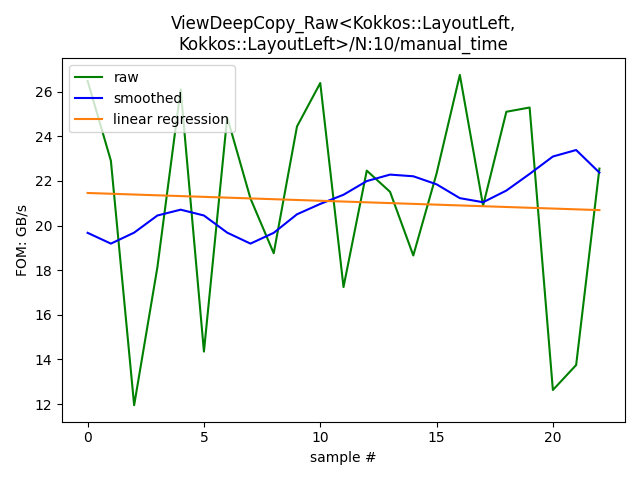 ViewDeepCopy_Raw<Kokkos::LayoutLeft,
Kokkos::LayoutLeft>/N:10/manual_time
raw
smoothed
linear regression
FOM: GB/s
26
24
22
20
18
16
14
12
0
5
10
15
20
sample #